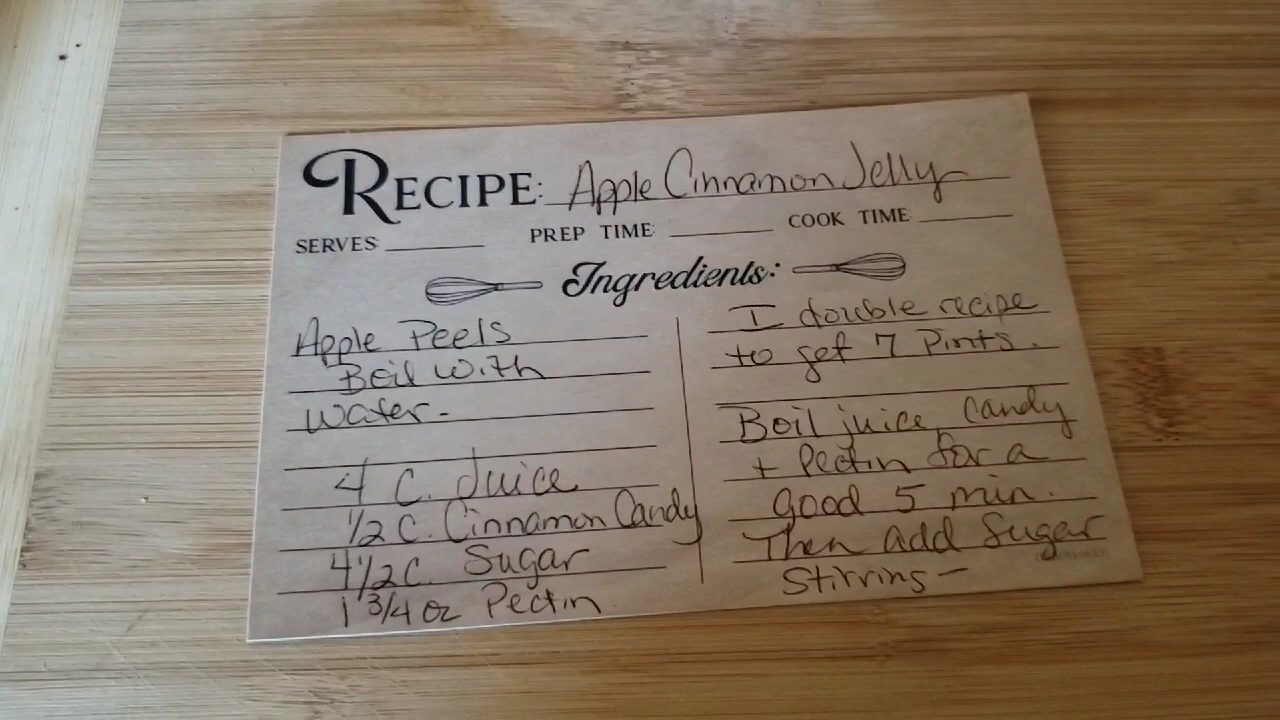 RECIPE: Apple Cinnamon Jelly
SERVES PREP TIME: COOK TIME
Ingredients:
Apple Peels
Boil with
water-
4 C. Juice
1/2 C. Cinnamon Candy
4 1/2 C. Sugar
1 3/4 oz Pectin
I double recipe
to get 7 Pints.
Boil juice, Candy
+ Pectin for a
good 5 min.
Then add Sugar
Stirring-